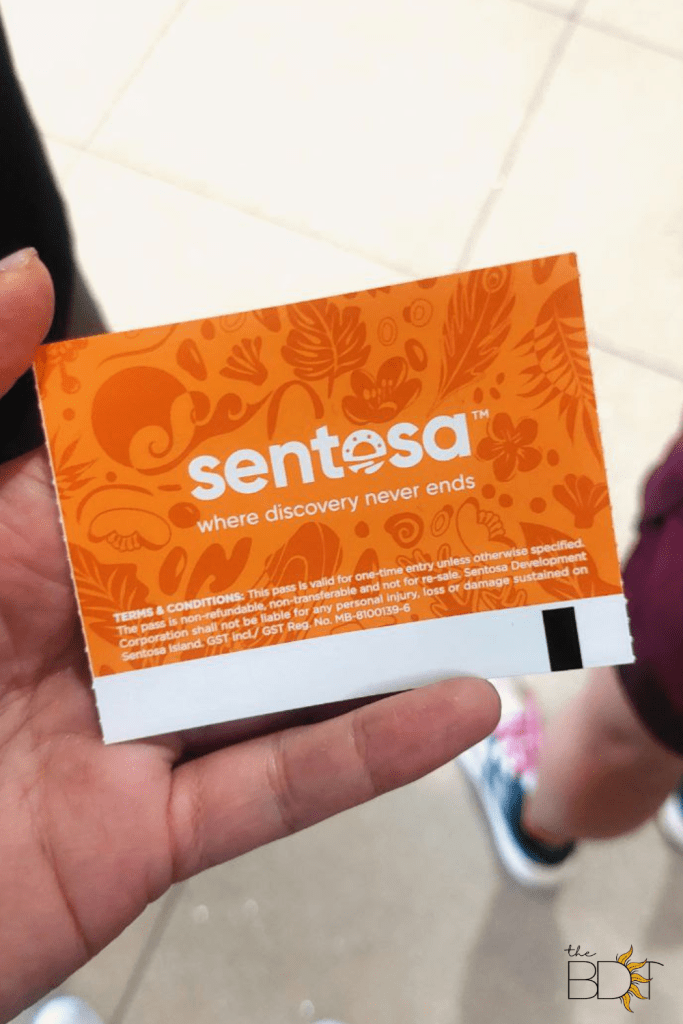 sentosa™
where discovery never ends
TERMS & CONDITIONS: This pass is valid for one-time entry unless otherwise specified.
The pass is non-refundable, non-transferable and not for re-sale. Sentosa Development
Corporation shall not be liable for any personal injury, loss or damage sustained on
Sentosa Island. GST incl./ GST Reg. No. MB-8100139-6
the
BDT